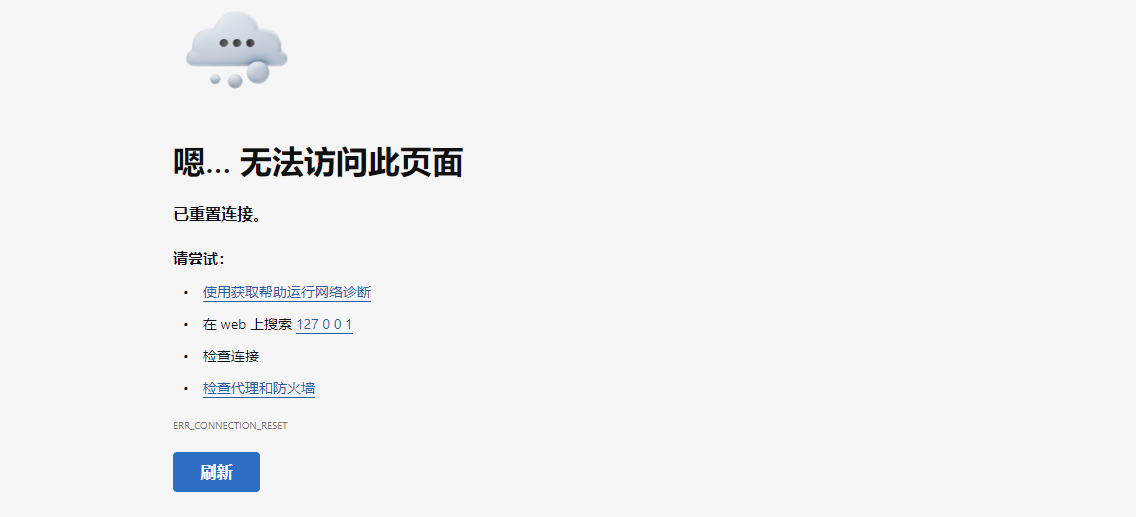 嗯… 无法访问此页面
已重置连接。
请尝试：
• 使用获取帮助运行网络诊断
• 在 web 上搜索 127 0 0 1
• 检查连接
• 检查代理和防火墙
ERR_CONNECTION_RESET
刷新